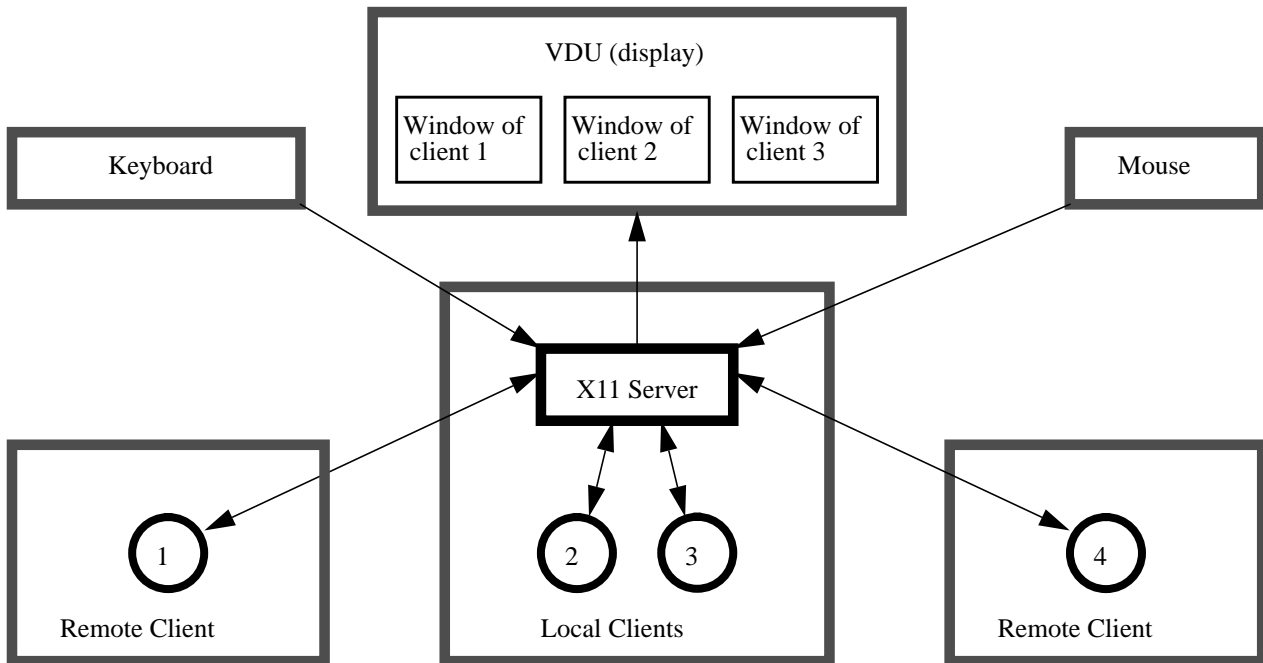 VDU (display)
Window of
client 1
Window of
client 2
Window of
client 3
Keyboard
Mouse
X11 Server
1
2
3
4
Remote Client
Local Clients
Remote Client